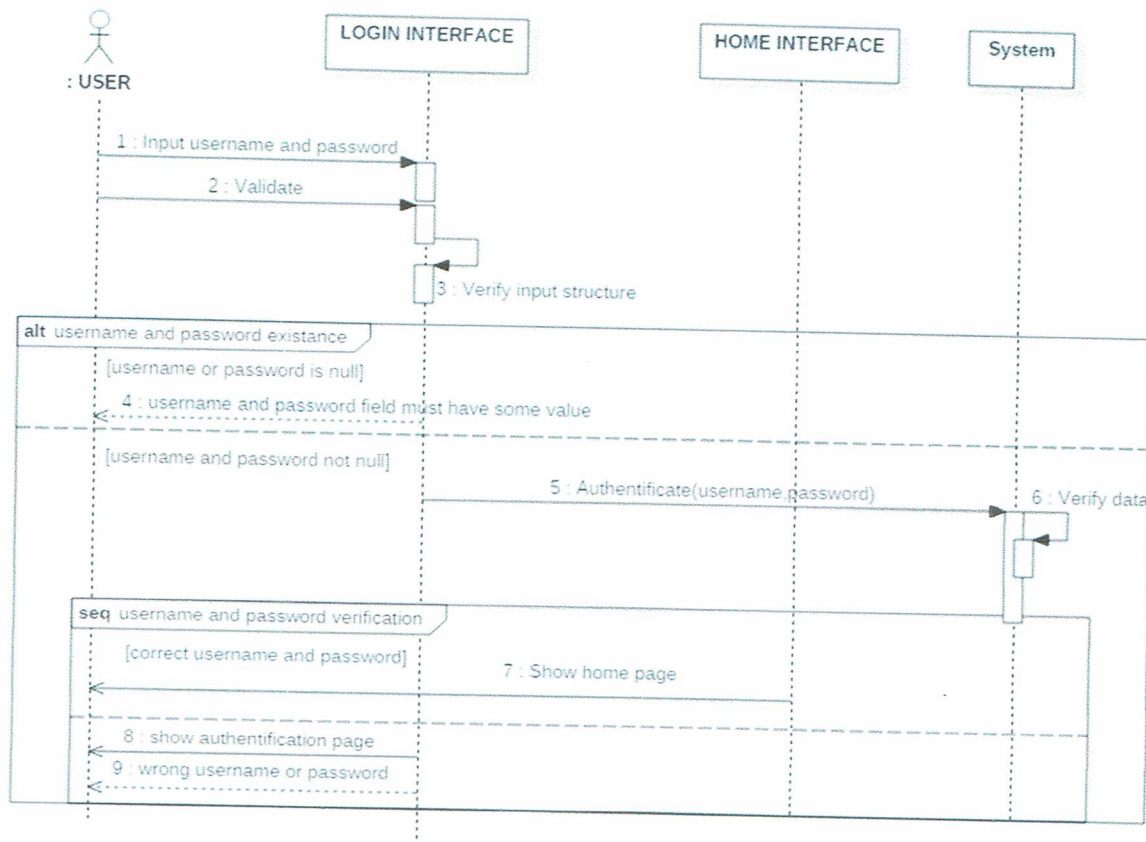 LOGIN INTERFACE
HOME INTERFACE
System
: USER
1 : Input username and password
2 : Validate
3 : Verify input structure
alt username and password existance
[username or password is null]
4 : username and password field must have some value
[username and password not null]
5 : Authentificate(username,password)
6 : Verify data
seq username and password verification
[correct username and password]
7 : Show home page
8 : show authentification page
9 : wrong username or password